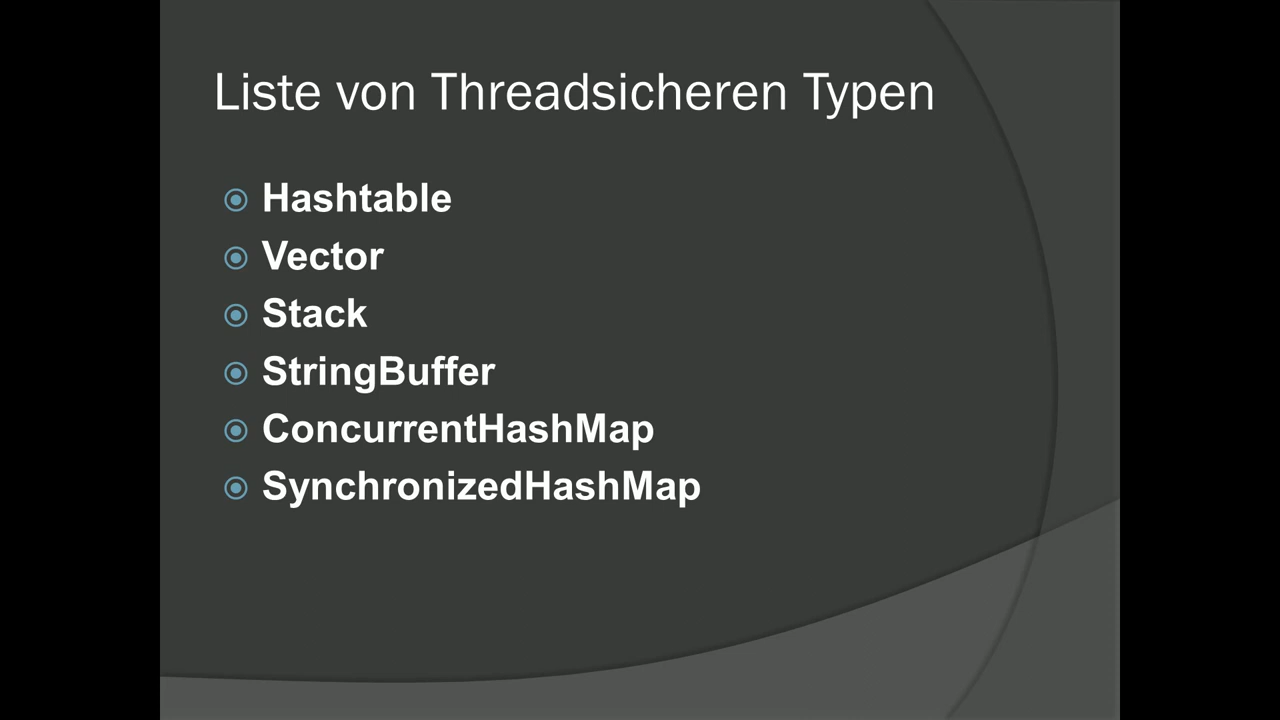 Liste von Threadsicheren Typen
Hashtable
Vector
Stack
StringBuffer
ConcurrentHashMap
SynchronizedHashMap